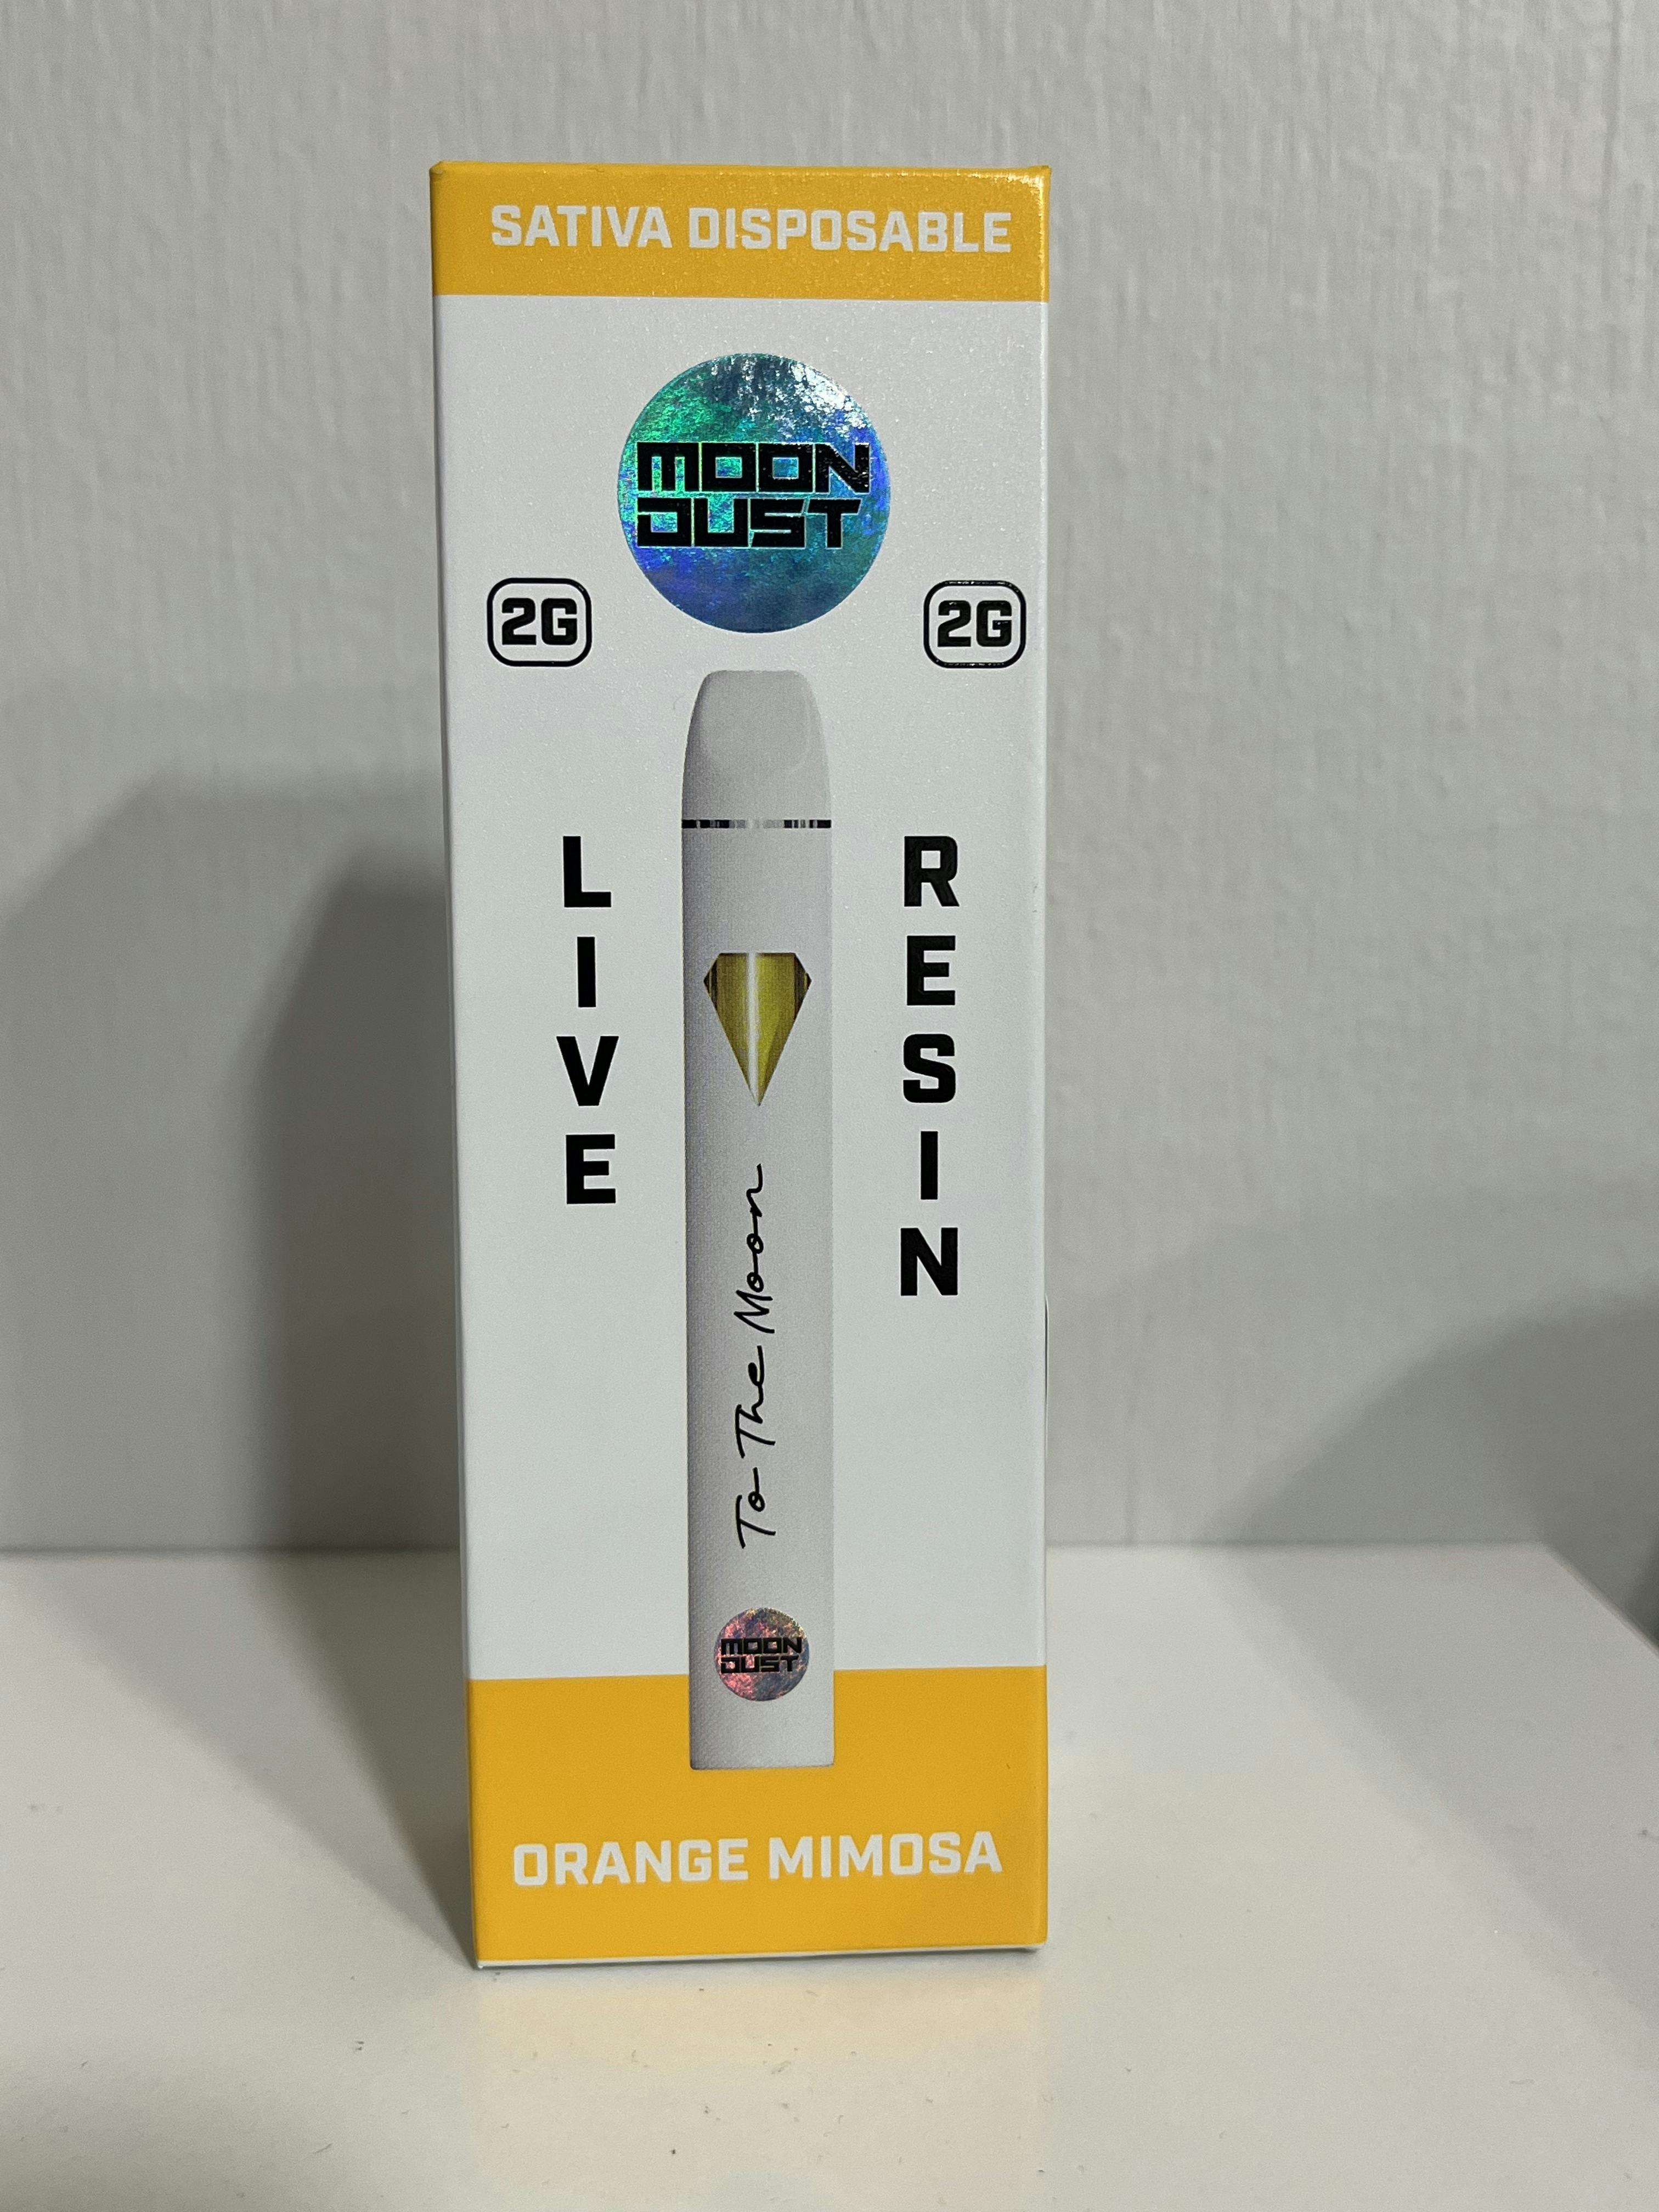 SATIVA DISPOSABLE
MOON
DUST
2G
2G
LIVE
RESIN
To The Moon
MOON
DUST
ORANGE MIMOSA